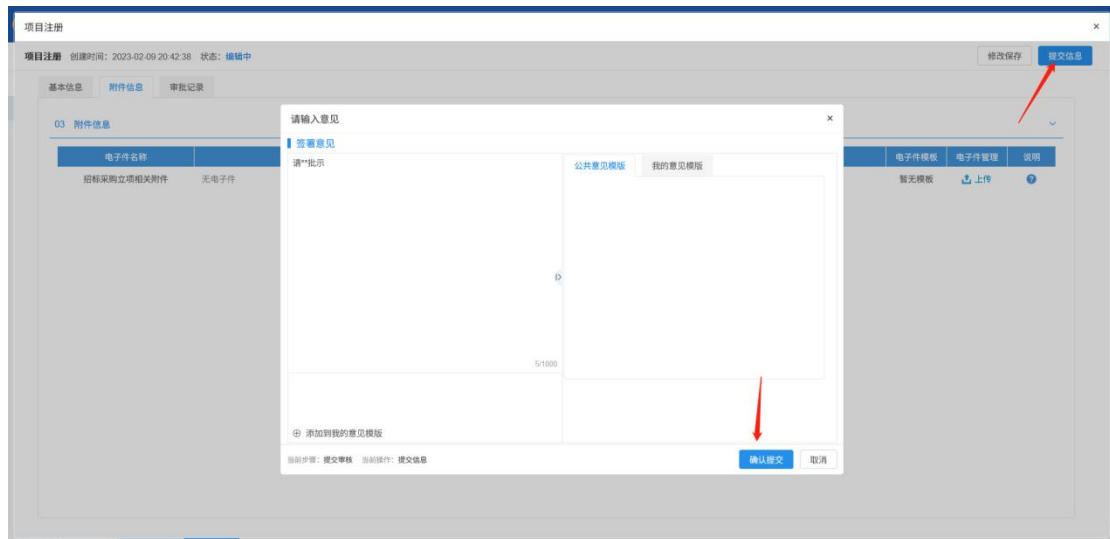 项目注册
项目注册 创建时间：2023-02-09 20:42:38 状态：编辑中 修改保存 提交信息
基本信息 附件信息 审批记录
03 附件信息
电子件名称 电子件模板 电子件管理 说明
招标采购立项相关附件 无电子件 暂无模板 上传
请输入意见
签署意见
请**批示
公共意见模版 我的意见模版
5/1000
添加到我的意见模版
当前步骤：提交审核 当前操作：提交信息 确认提交 取消